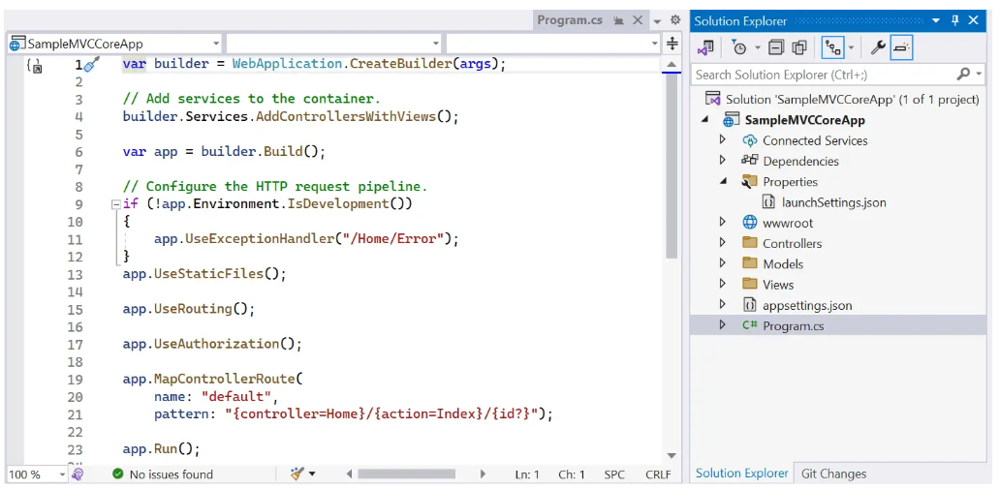 Program.cs
SampleMVCCoreApp
1 var builder = WebApplication.CreateBuilder(args);
2
3 // Add services to the container.
4 builder.Services.AddControllersWithViews();
5
6 var app = builder.Build();
7
8 // Configure the HTTP request pipeline.
9 if (!app.Environment.IsDevelopment())
10 {
11 app.UseExceptionHandler("/Home/Error");
12 }
13 app.UseStaticFiles();
14
15 app.UseRouting();
16
17 app.UseAuthorization();
18
19 app.MapControllerRoute(
20 name: "default",
21 pattern: "{controller=Home}/{action=Index}/{id?}");
22
23 app.Run();
100 %
No issues found
Ln: 1 Ch: 1 SPC CRLF
Solution Explorer
Search Solution Explorer (Ctrl+;)
Solution 'SampleMVCCoreApp' (1 of 1 project)
SampleMVCCoreApp
Connected Services
Dependencies
Properties
launchSettings.json
wwwroot
Controllers
Models
Views
appsettings.json
C# Program.cs
Solution Explorer Git Changes